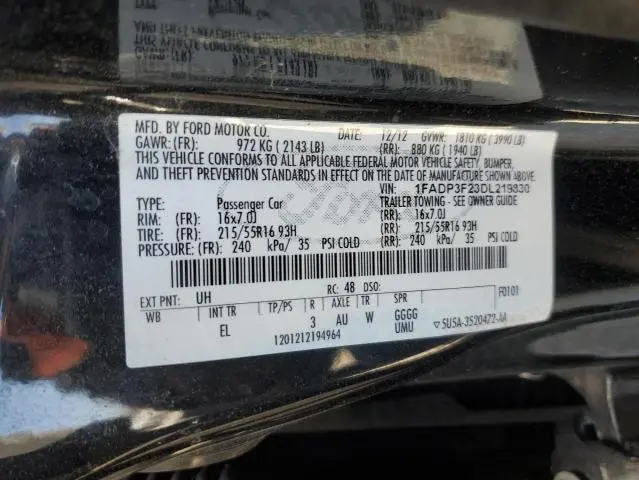 MFD. BY FORD MOTOR CO. DATE: 12/12 GVWR: 1810 KG ( 3990 LB)
GAWR: (FR): 972 KG ( 2143 LB) (RR): 880 KG ( 1940 LB)
THIS VEHICLE CONFORMS TO ALL APPLICABLE FEDERAL MOTOR VEHICLE SAFETY, BUMPER,
AND THEFT PREVENTION STANDARDS IN EFFECT ON THE DATE OF MANUFACTURE SHOWN ABOVE.
VIN: 1FADP3F23DL219830
TYPE: Passenger Car TRAILER TOWING - SEE OWNER GUIDE
RIM: (FR): 16x7.0J (RR): 16x7.0J
TIRE: (FR): 215/55R16 93H (RR): 215/55R16 93H
PRESSURE: (FR): 240 kPa/ 35 PSI COLD (RR): 240 kPa/ 35 PSI COLD
EXT PNT: UH RC: 48 DSO: F0101
WB INT TR TP/PS R AXLE TR SPR
EL 3 AU W GGGG
UMU
1201212194964
▽ 5U5A-3520472-AA